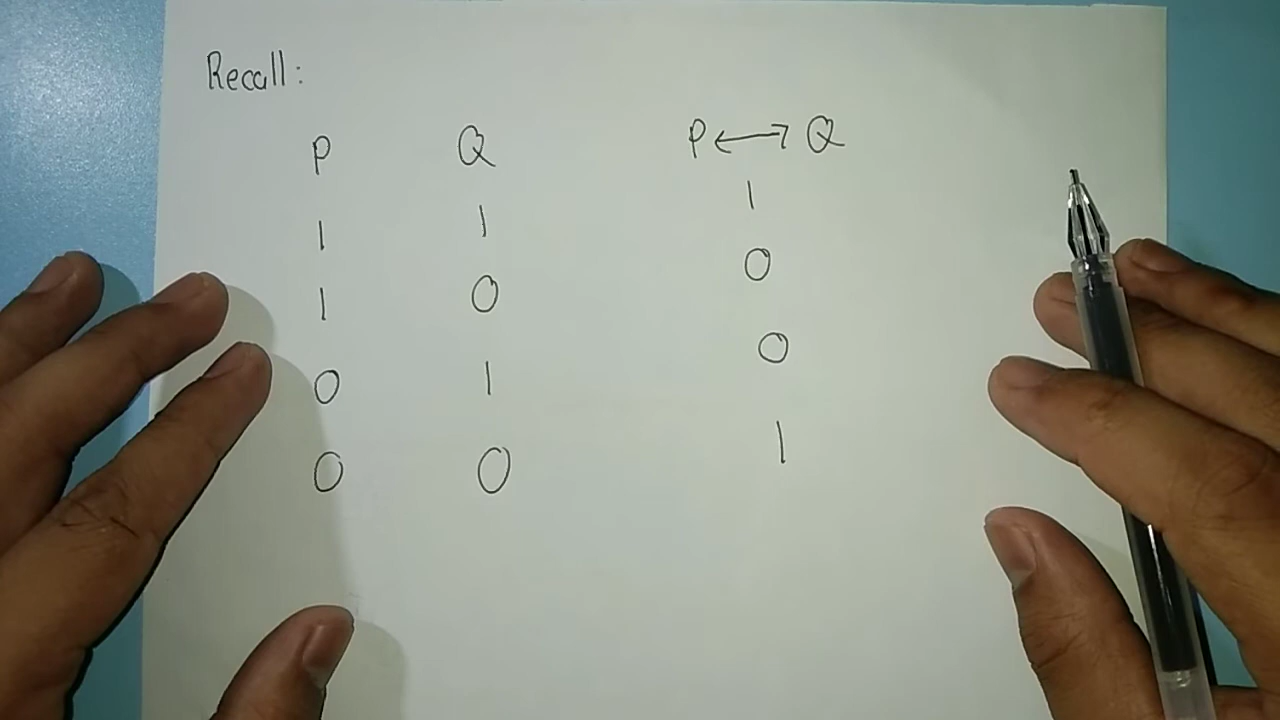 Recall:
P Q P ⟷ Q
1 1 1
1 0 0
0 1 0
0 0 1